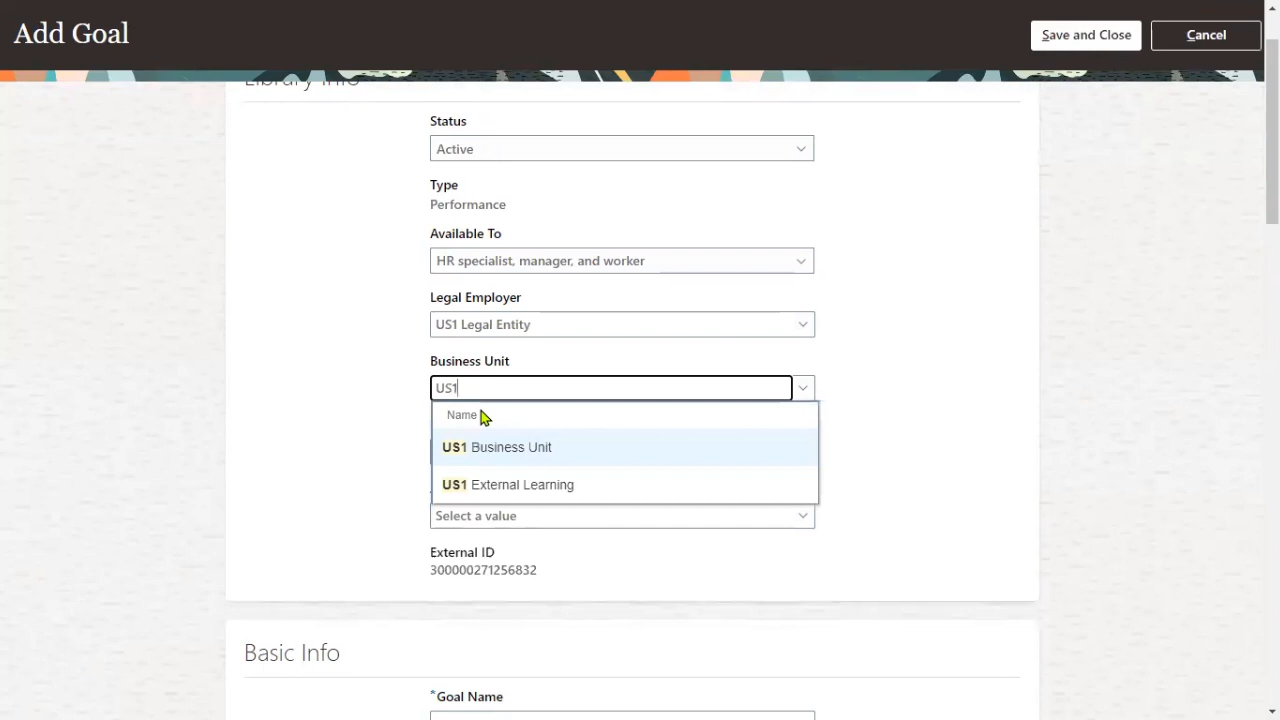 Add Goal
Save and Close
Cancel
Library Info
Status
Active
Type
Performance
Available To
HR specialist, manager, and worker
Legal Employer
US1 Legal Entity
Business Unit
US1
Name
US1 Business Unit
US1 External Learning
Select a value
External ID
300000271256832
Basic Info
*Goal Name